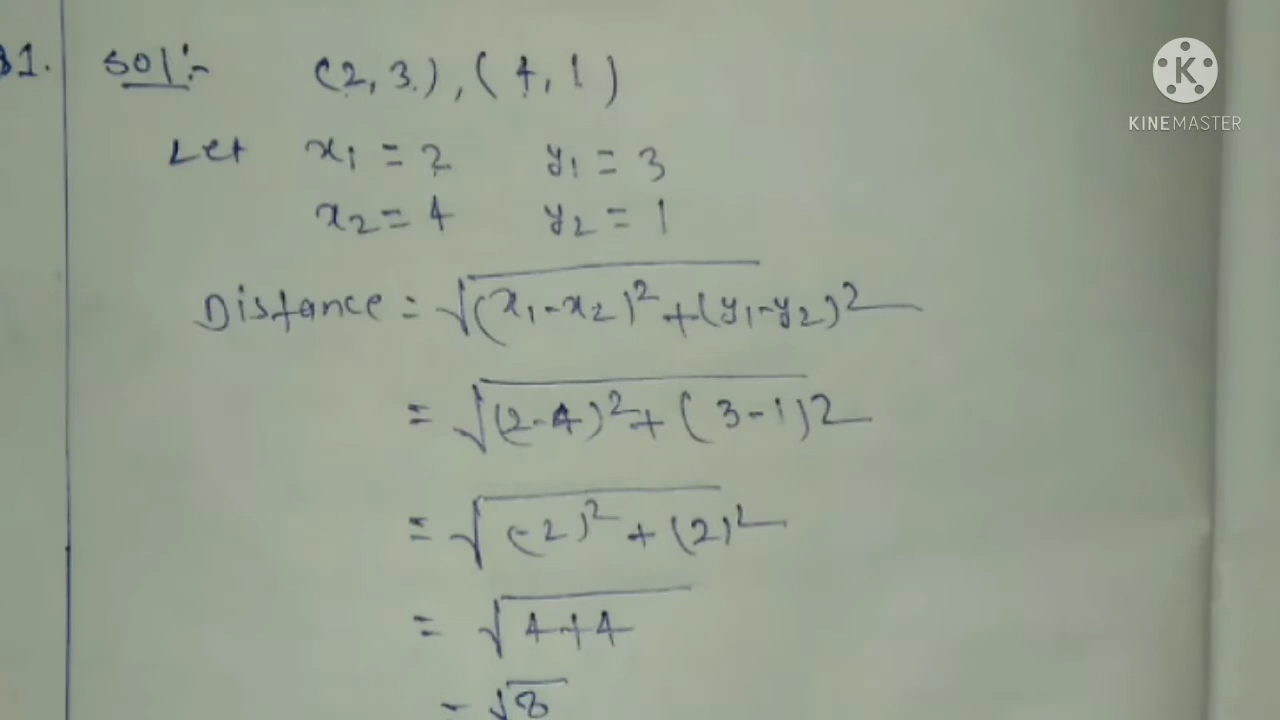 81. Sol:- (2, 3), (4, 1)
Let x₁ = 2 y₁ = 3
x₂ = 4 y₂ = 1
Distance = √(x₁-x₂)² + (y₁-y₂)²
= √(2-4)² + (3-1)2
= √(-2)² + (2)²
= √4+4
= √8
KINEMASTER